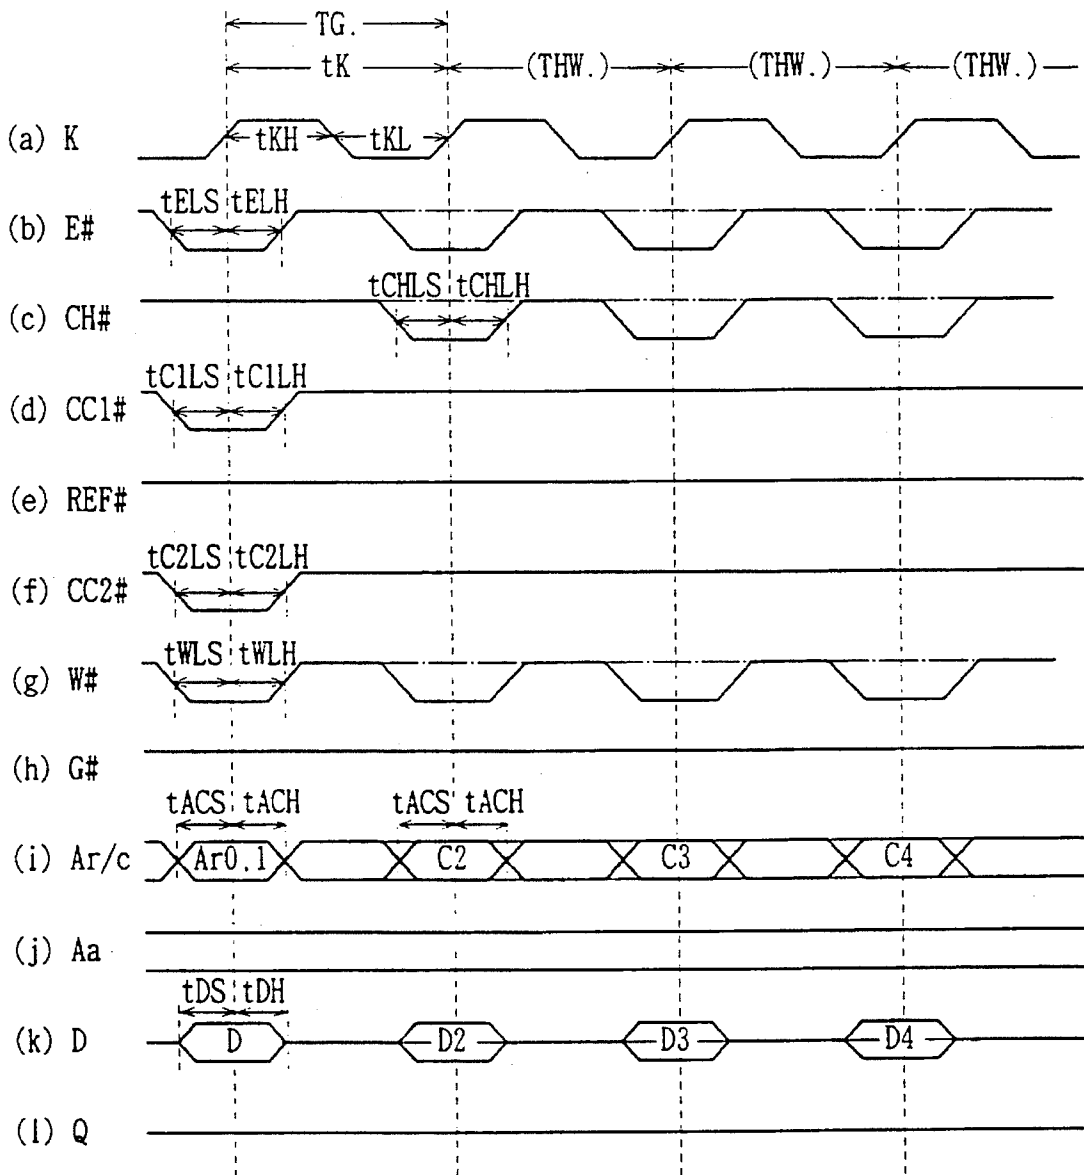 TG.
tK (THW.) (THW.) (THW.)
(a) K tKH tKL
tELS tELH
(b) E#
tCHLS tCHLH
(c) CH#
tC1LS tC1LH
(d) CC1#
(e) REF#
tC2LS tC2LH
(f) CC2#
tWLS tWLH
(g) W#
(h) G#
tACS tACH tACS tACH
(i) Ar/c Ar0.1 C2 C3 C4
(j) Aa
tDS tDH
(k) D D D2 D3 D4
(l) Q